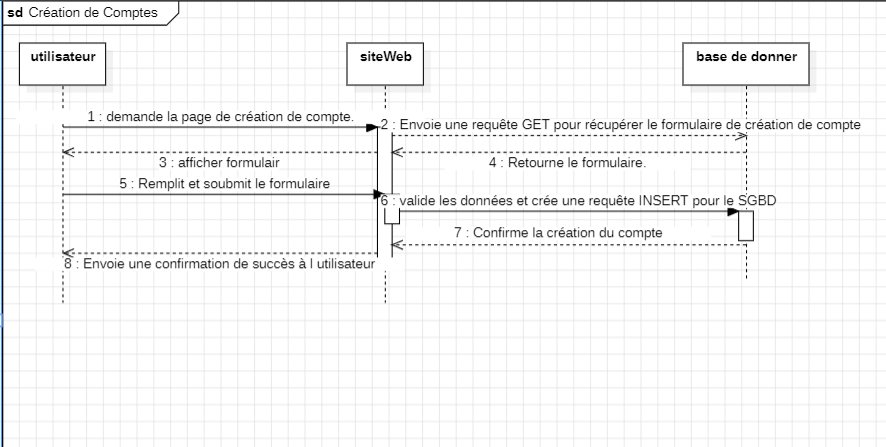 sd Création de Comptes
utilisateur
siteWeb
base de donner
1 : demande la page de création de compte.
2 : Envoie une requête GET pour récupérer le formulaire de création de compte
3 : afficher formulair
4 : Retourne le formulaire.
5 : Remplit et soubmit le formulaire
6 : valide les données et crée une requête INSERT pour le SGBD
7 : Confirme la création du compte
8 : Envoie une confirmation de succès à l utilisateur